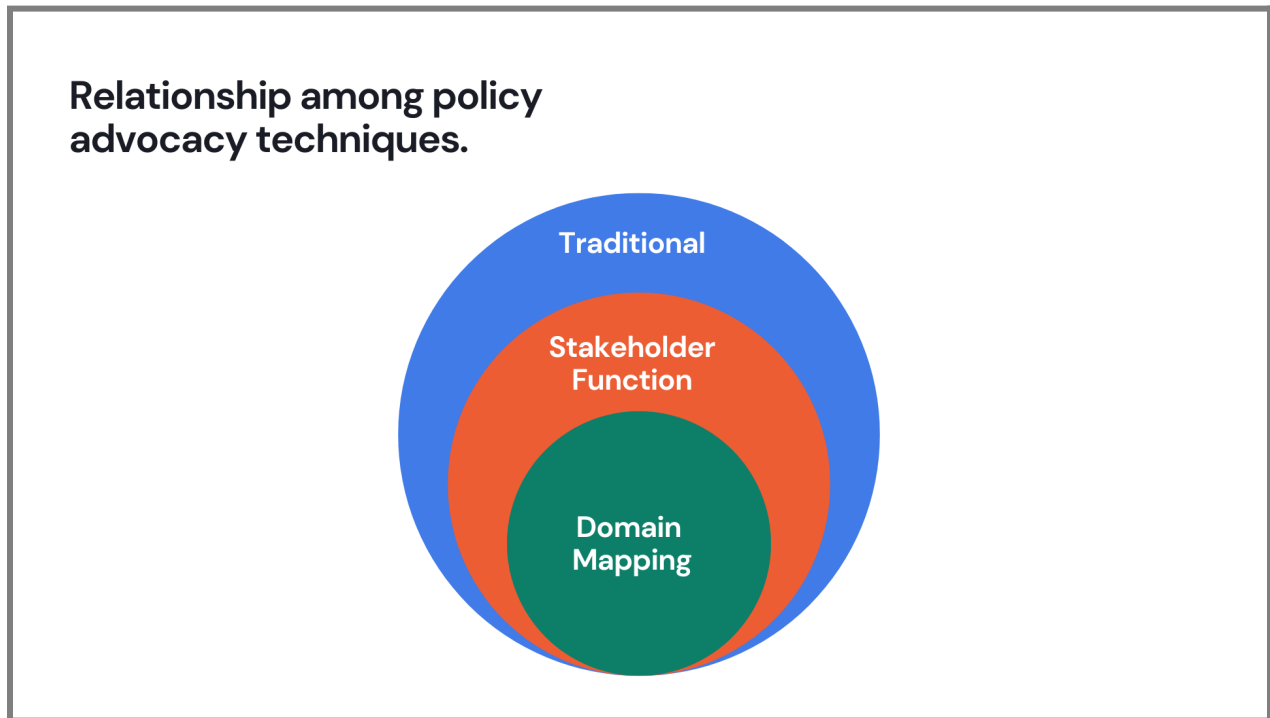 Relationship among policy
advocacy techniques.
Traditional
Stakeholder
Function
Domain
Mapping